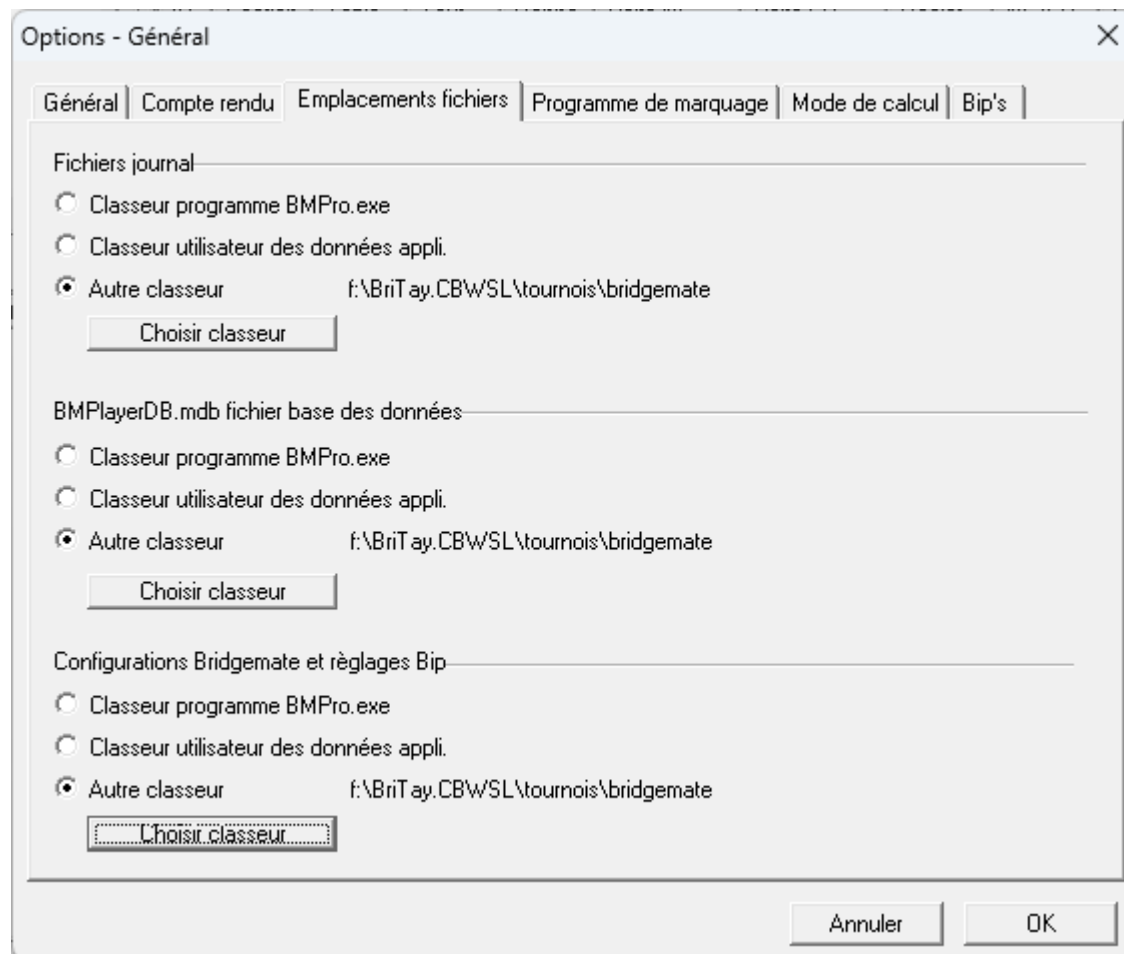 Options - Général
Général Compte rendu Emplacements fichiers Programme de marquage Mode de calcul Bip's
Fichiers journal
Classeur programme BMPro.exe
Classeur utilisateur des données appli.
Autre classeur f:\BriTay.CBWSL\tournois\bridgemate
Choisir classeur
BMPlayerDB.mdb fichier base des données
Classeur programme BMPro.exe
Classeur utilisateur des données appli.
Autre classeur f:\BriTay.CBWSL\tournois\bridgemate
Choisir classeur
Configurations Bridgemate et règlages Bip
Classeur programme BMPro.exe
Classeur utilisateur des données appli.
Autre classeur f:\BriTay.CBWSL\tournois\bridgemate
Choisir classeur
Annuler OK